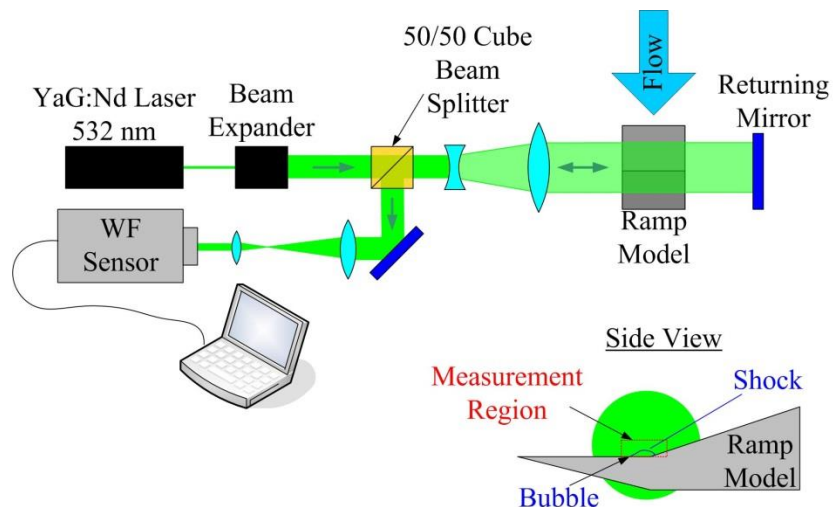 50/50 Cube
Beam
Splitter
YaG:Nd Laser
532 nm
Beam
Expander
Flow
Returning
Mirror
WF
Sensor
Ramp
Model
Side View
Measurement
Region
Shock
Ramp
Model
Bubble